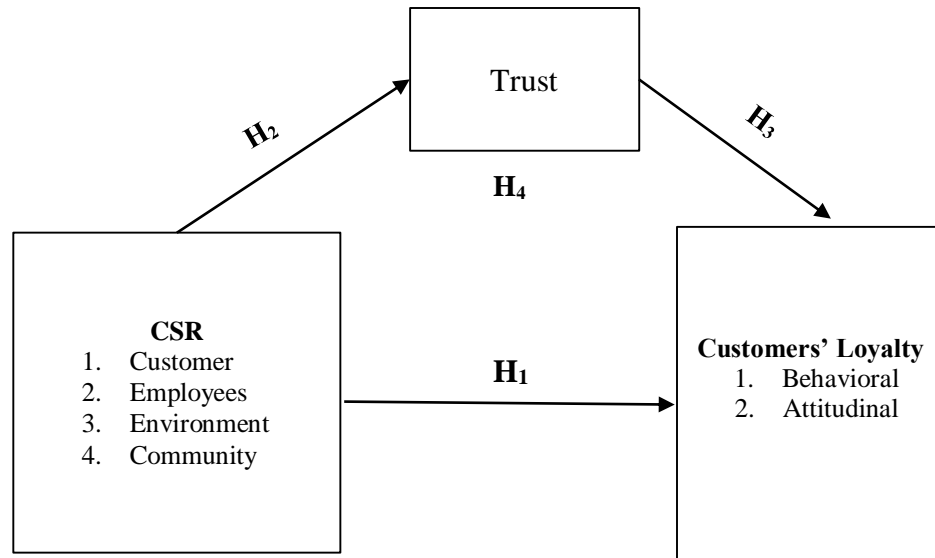 Trust
H2
H3
H4
CSR
1. Customer
2. Employees
3. Environment
4. Community
H1
Customers’ Loyalty
1. Behavioral
2. Attitudinal